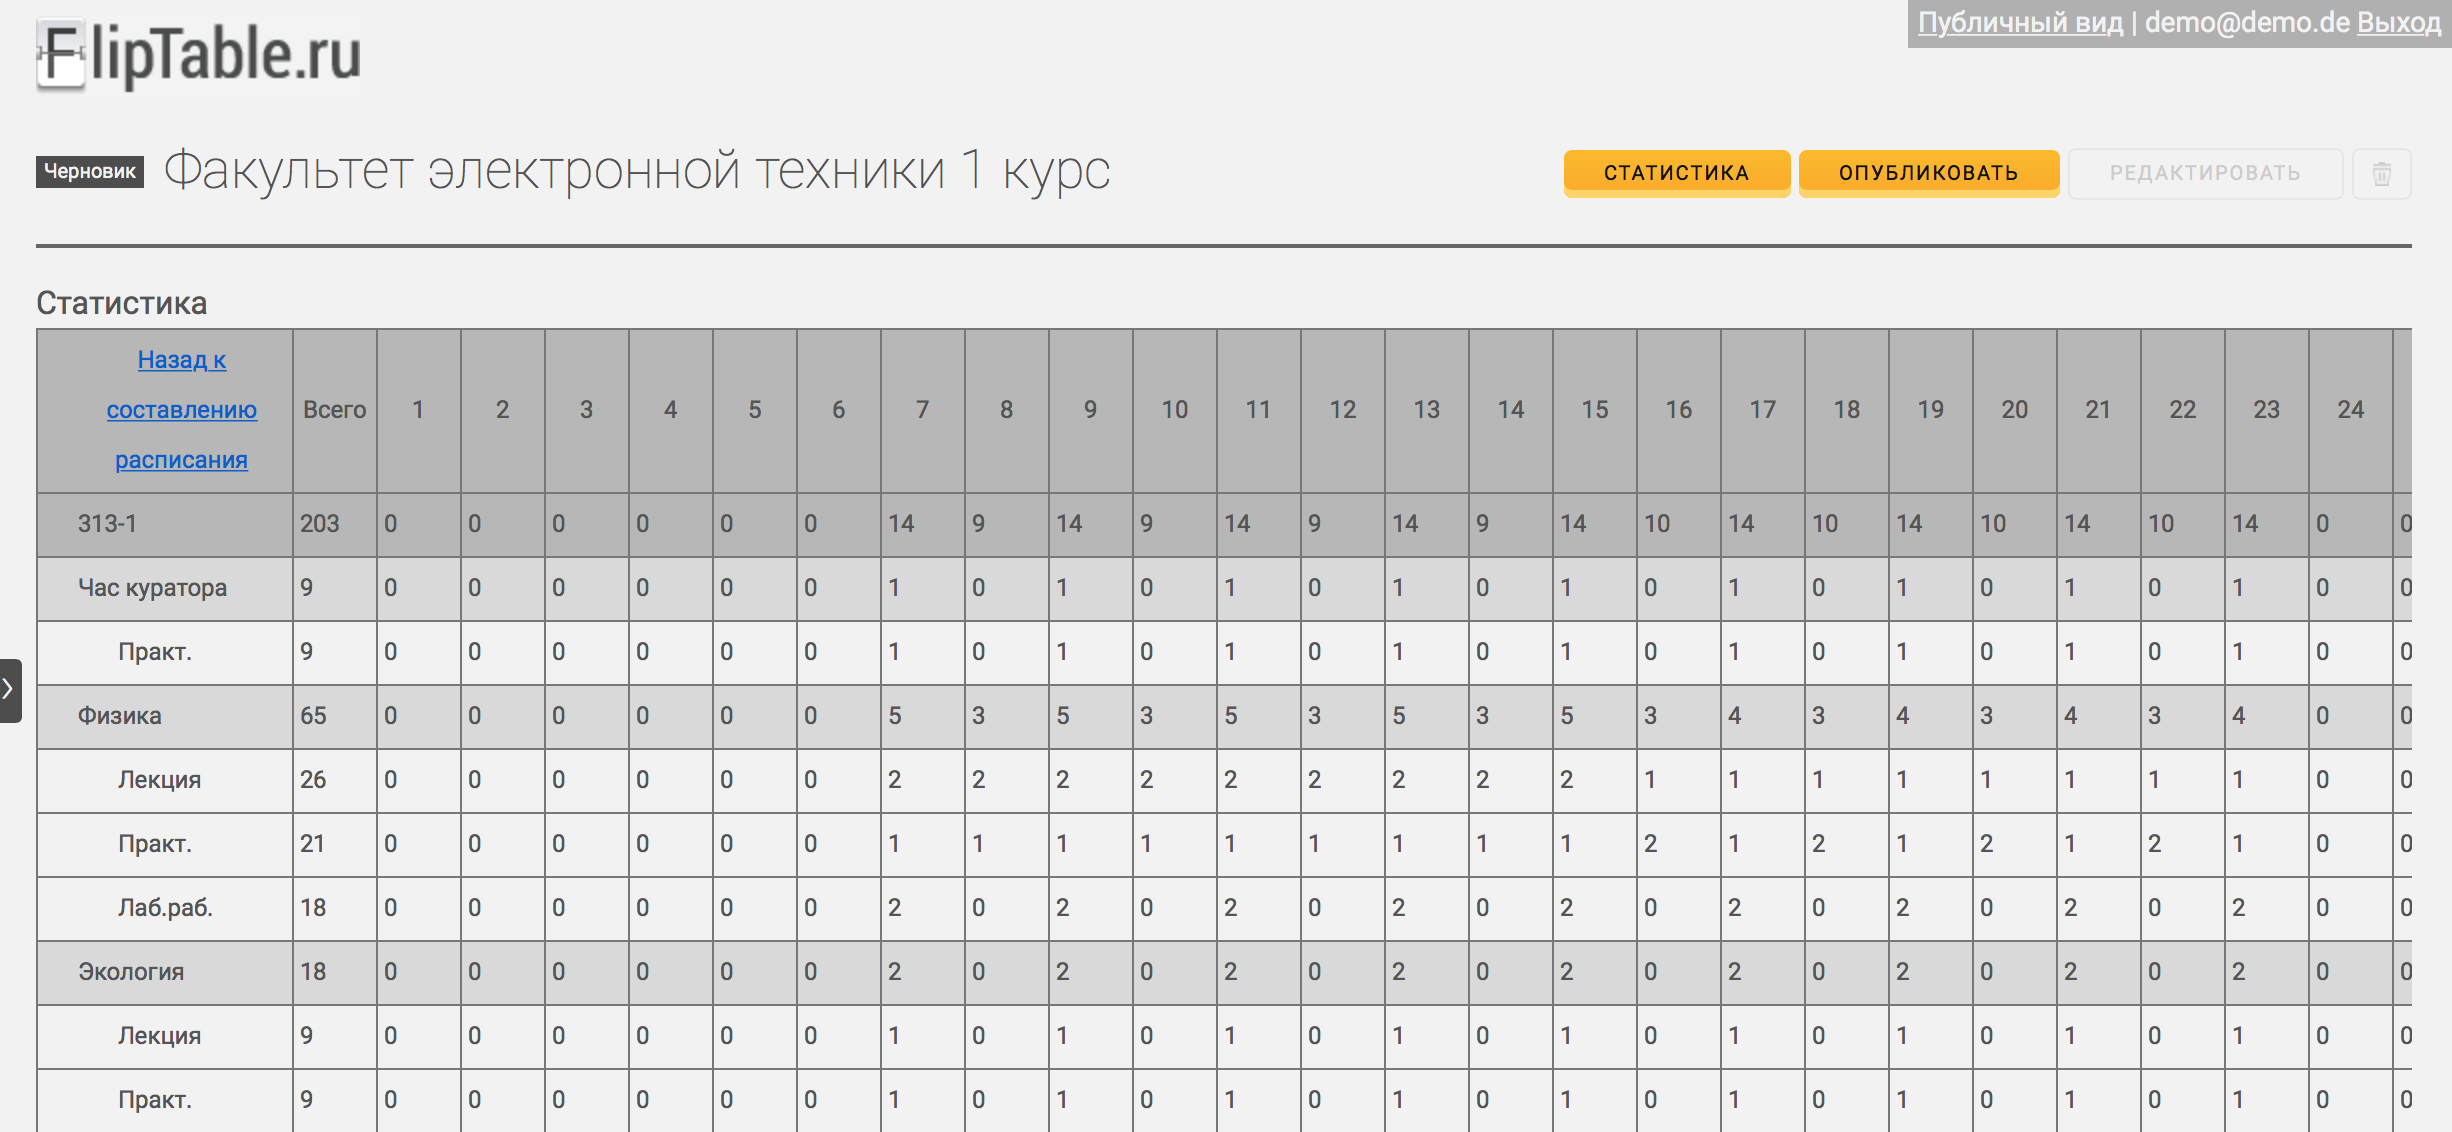 FlipTable.ru
Публичный вид | demo@demo.de Выход
Черновик Факультет электронной техники 1 курс
СТАТИСТИКА ОПУБЛИКОВАТЬ РЕДАКТИРОВАТЬ
Статистика
Назад к
составлению
расписания
Всего 1 2 3 4 5 6 7 8 9 10 11 12 13 14 15 16 17 18 19 20 21 22 23 24
313-1 203 0 0 0 0 0 0 14 9 14 9 14 9 14 9 14 10 14 10 14 10 14 10 14 0 0
Час куратора 9 0 0 0 0 0 0 1 0 1 0 1 0 1 0 1 0 1 0 1 0 1 0 1 0 0
Практ. 9 0 0 0 0 0 0 1 0 1 0 1 0 1 0 1 0 1 0 1 0 1 0 1 0 0
Физика 65 0 0 0 0 0 0 5 3 5 3 5 3 5 3 5 3 4 3 4 3 4 3 4 0 0
Лекция 26 0 0 0 0 0 0 2 2 2 2 2 2 2 2 2 1 1 1 1 1 1 1 1 0 0
Практ. 21 0 0 0 0 0 0 1 1 1 1 1 1 1 1 1 2 1 2 1 2 1 2 1 0 0
Лаб.раб. 18 0 0 0 0 0 0 2 0 2 0 2 0 2 0 2 0 2 0 2 0 2 0 2 0 0
Экология 18 0 0 0 0 0 0 2 0 2 0 2 0 2 0 2 0 2 0 2 0 2 0 2 0 0
Лекция 9 0 0 0 0 0 0 1 0 1 0 1 0 1 0 1 0 1 0 1 0 1 0 1 0 0
Практ. 9 0 0 0 0 0 0 1 0 1 0 1 0 1 0 1 0 1 0 1 0 1 0 1 0 0